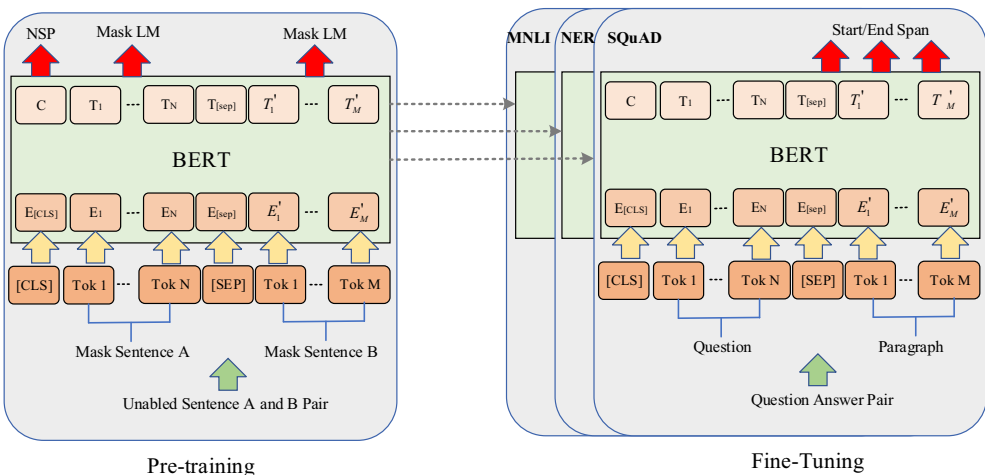 NSP Mask LM Mask LM
C T1 --- TN T[sep] T1' --- TM'
BERT
E[CLS] E1 --- EN E[sep] E1' --- EM'
[CLS] Tok 1 --- Tok N [SEP] Tok 1 --- Tok M
Mask Sentence A Mask Sentence B
Unabled Sentence A and B Pair
Pre-training
MNLI NER SQuAD
Start/End Span
C T1 --- TN T[sep] T1' --- TM'
BERT
E[CLS] E1 --- EN E[sep] E1' --- EM'
[CLS] Tok 1 --- Tok N [SEP] Tok 1 --- Tok M
Question Paragraph
Question Answer Pair
Fine-Tuning